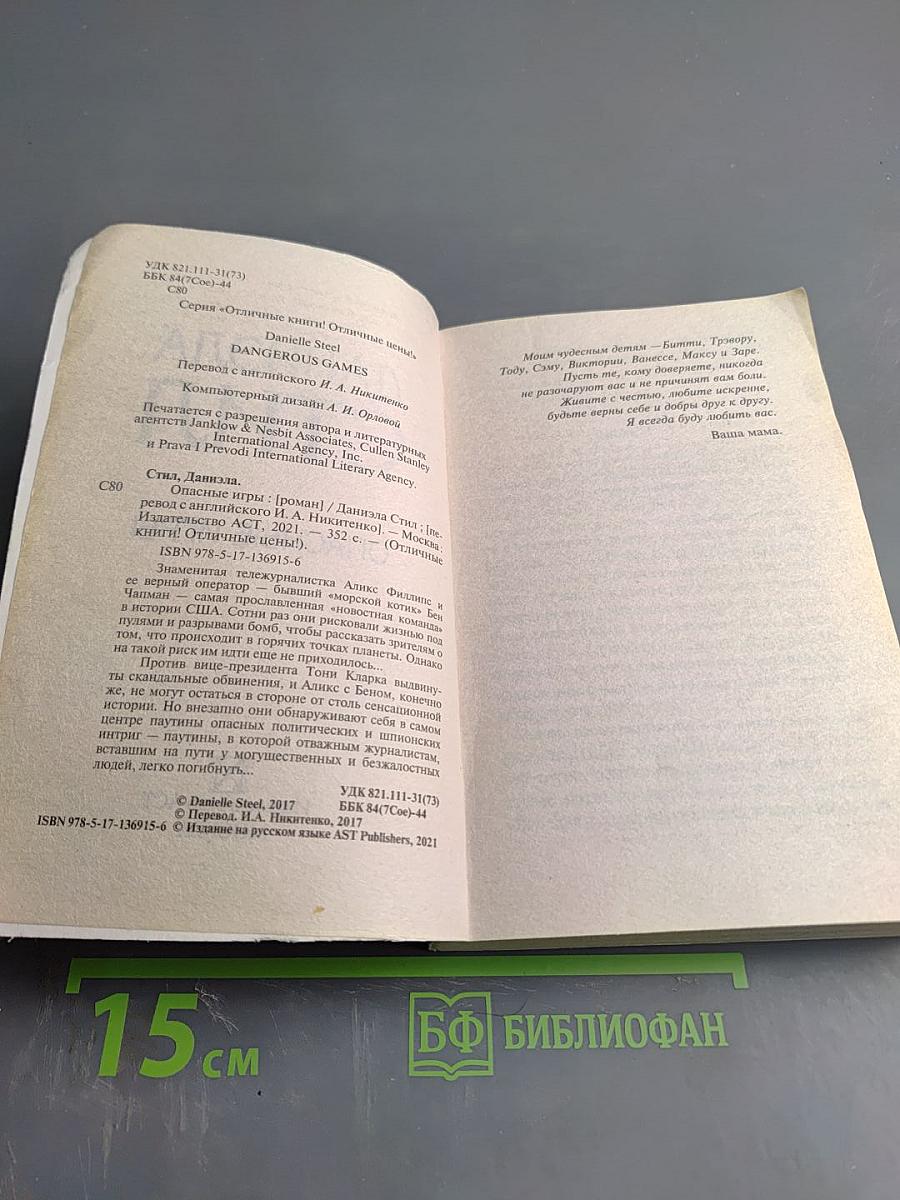 УДК 821.111-31(73)
ББК 84(7Сое)-44
С80
Серия «Отличные книги! Отличные цены!»
Danielle Steel
DANGEROUS GAMES
Перевод с английского И. А. Никитенко
Компьютерный дизайн А. И. Орловой
Печатается с разрешения автора и литературных
агентств Janklow & Nesbit Associates, Cullen Stanley
International Agency, Inc.
и Prava I Prevodi International Literary Agency.
Стил, Даниэла.
С80
Опасные игры : [роман] / Даниэла Стил ; [пе-
ревод с английского И. А. Никитенко]. — Москва :
Издательство АСТ, 2021. — 352 с. — (Отличные
книги! Отличные цены!).
ISBN 978-5-17-136915-6
Знаменитая тележурналистка Аликс Филлипс и
ее верный оператор — бывший «морской котик» Бен
Чапман — самая прославленная «новостная команда»
в истории США. Сотни раз они рисковали жизнью под
пулями и разрывами бомб, чтобы рассказать зрителям о
том, что происходит в горячих точках планеты. Однако
на такой риск им идти еще не приходилось...
Против вице-президента Тони Кларка выдвину-
ты скандальные обвинения, и Аликс с Беном, конечно
же, не могут остаться в стороне от столь сенсационной
истории. Но внезапно они обнаруживают себя в самом
центре паутины опасных политических и шпионских
интриг — паутины, в которой отважным журналистам,
вставшим на пути у могущественных и безжалостных
людей, легко погибнуть...
УДК 821.111-31(73)
ББК 84(7Сое)-44
© Danielle Steel, 2017
© Перевод. И.А. Никитенко, 2017
ISBN 978-5-17-136915-6 © Издание на русском языке AST Publishers, 2021
Моим чудесным детям — Битти, Трэвору,
Тоду, Сэму, Виктории, Ванессе, Максу и Заре.
Пусть те, кому доверяете, никогда
не разочаруют вас и не причинят вам боли.
Живите с честью, любите искренне,
будьте верны себе и добры друг к другу.
Я всегда буду любить вас.
Ваша мама.
15 см
БФ БИБЛИОФАН